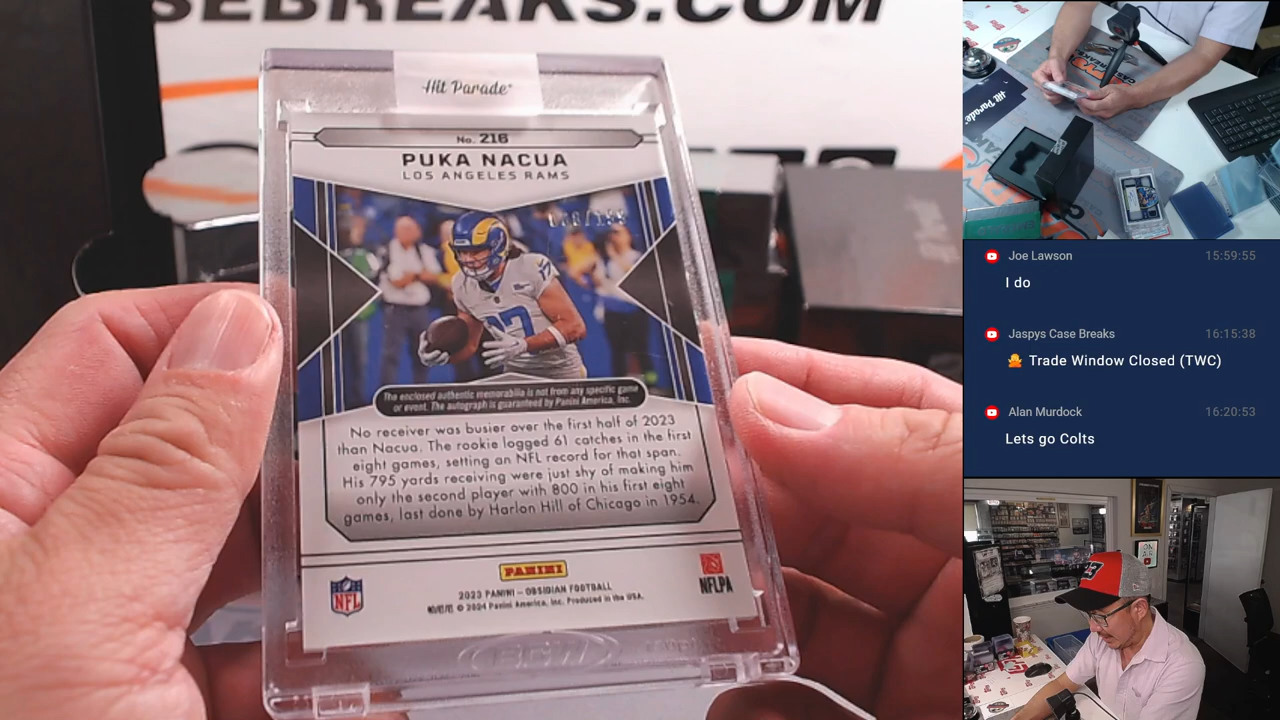 SEBREAKS.COM
Hit Parade
No. 216
PUKA NACUA
LOS ANGELES RAMS
The enclosed authentic memorabilia is not from any specific game
or event. The autograph is guaranteed by Panini America, Inc.
No receiver was busier over the first half of 2023
than Nacua. The rookie logged 61 catches in the first
eight games, setting an NFL record for that span.
His 795 yards receiving were just shy of making him
only the second player with 800 in his first eight
games, last done by Harlon Hill of Chicago in 1954.
PANINI
NFL
NFLPA
2023 PANINI – OBSIDIAN FOOTBALL
© 2024 Panini America, Inc. Produced in the USA.
Hit Parade
Joe Lawson 15:59:55
I do
Jaspys Case Breaks 16:15:38
Trade Window Closed (TWC)
Alan Murdock 16:20:53
Lets go Colts
23